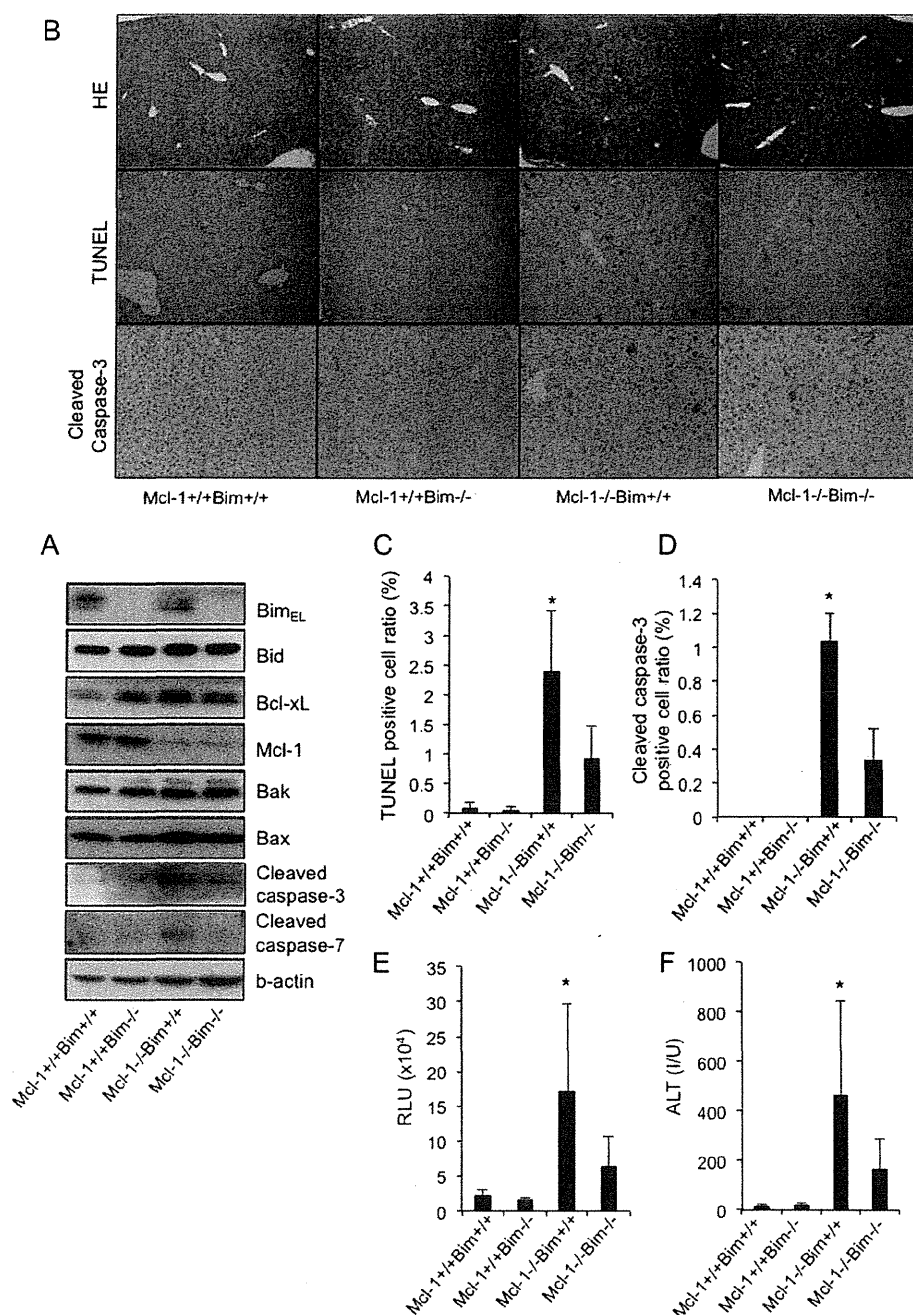 B
HE
TUNEL
Cleaved
Caspase-3
Mcl-1+/+Bim+/+
Mcl-1+/+Bim-/-
Mcl-1-/-Bim+/+
Mcl-1-/-Bim-/-
A
BimEL
Bid
Bcl-xL
Mcl-1
Bak
Bax
Cleaved
caspase-3
Cleaved
caspase-7
b-actin
Mcl-1+/+Bim+/+
Mcl-1+/+Bim-/-
Mcl-1-/-Bim+/+
Mcl-1-/-Bim-/-
C
TUNEL positive cell ratio (%)
4
3.5
3
2.5
2
1.5
1
0.5
0
*
Mcl-1+/+Bim+/+
Mcl-1+/+Bim-/-
Mcl-1-/-Bim+/+
Mcl-1-/-Bim-/-
D
Cleaved caspase-3
positive cell ratio (%)
1.4
1.2
1
0.8
0.6
0.4
0.2
0
*
Mcl-1+/+Bim+/+
Mcl-1+/+Bim-/-
Mcl-1-/-Bim+/+
Mcl-1-/-Bim-/-
E
RLU (x10⁴)
35
30
25
20
15
10
5
0
*
Mcl-1+/+Bim+/+
Mcl-1+/+Bim-/-
Mcl-1-/-Bim+/+
Mcl-1-/-Bim-/-
F
ALT (I/U)
1000
800
600
400
200
0
*
Mcl-1+/+Bim+/+
Mcl-1+/+Bim-/-
Mcl-1-/-Bim+/+
Mcl-1-/-Bim-/-